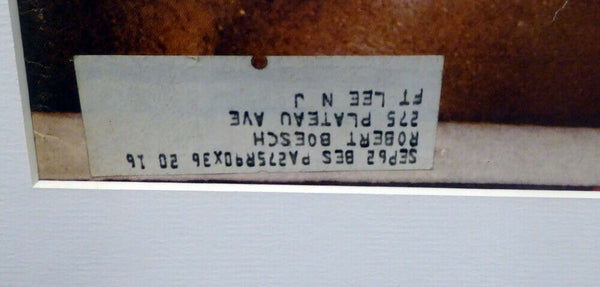 SEP62 BES PA275R90X36 20 16
ROBERT BOESCH
275 PLATEAU AVE
FT LEE N J